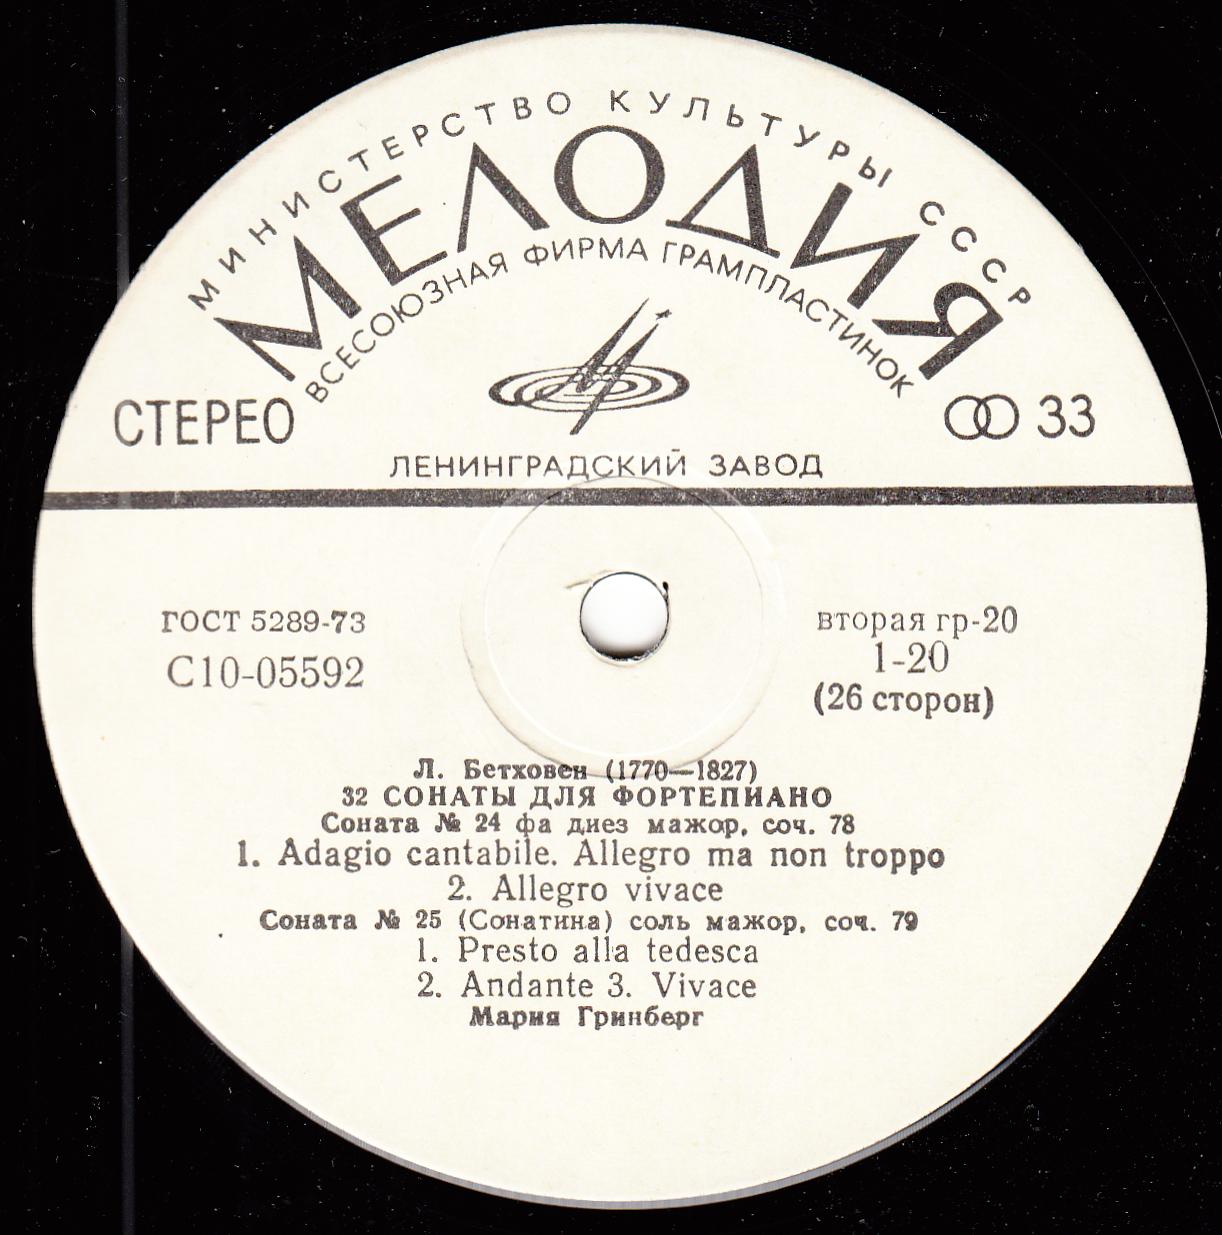 МИНИСТЕРСТВО КУЛЬТУРЫ СССР
МЕЛОДИЯ
ВСЕСОЮЗНАЯ ФИРМА ГРАМПЛАСТИНОК
СТЕРЕО
33
ЛЕНИНГРАДСКИЙ ЗАВОД
ГОСТ 5289-73
С10-05592
вторая гр-20
1-20
(26 сторон)
Л. Бетховен (1770—1827)
32 СОНАТЫ ДЛЯ ФОРТЕПИАНО
Соната № 24 фа диез мажор, соч. 78
1. Adagio cantabile. Allegro ma non troppo
2. Allegro vivace
Соната № 25 (Сонатина) соль мажор, соч. 79
1. Presto alla tedesca
2. Andante 3. Vivace
Мария Гринберг